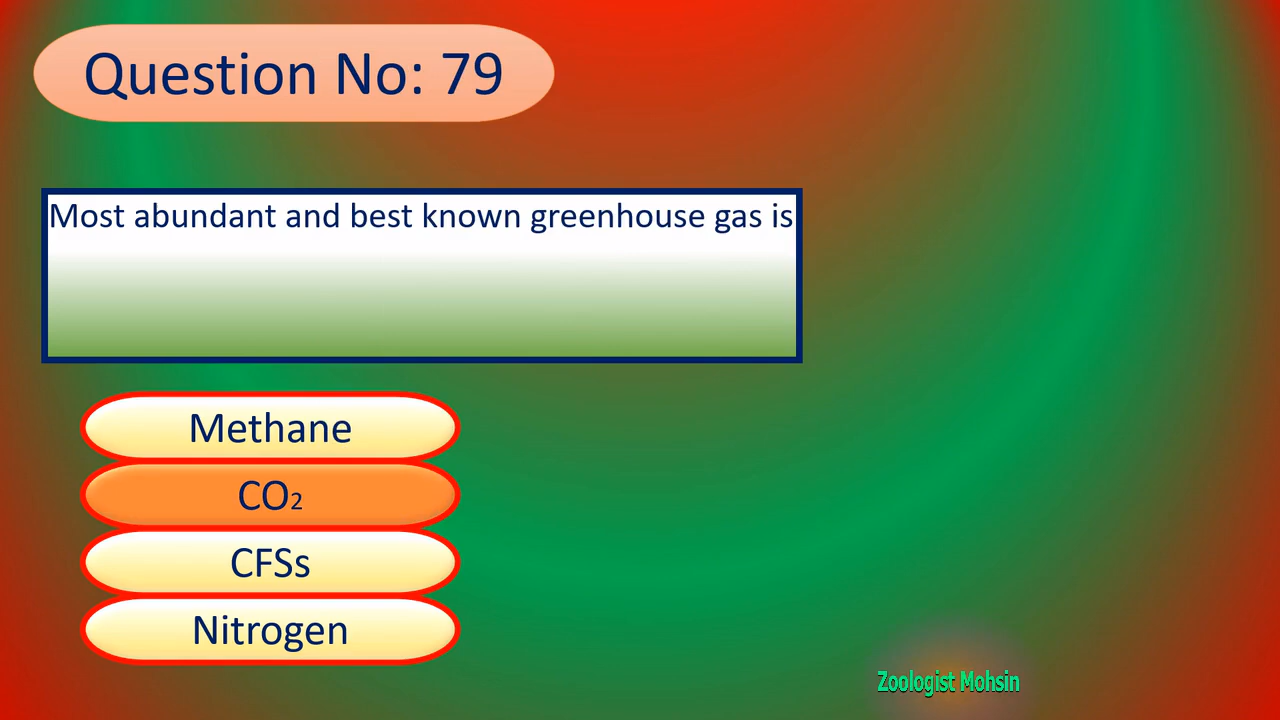 Question No: 79
Most abundant and best known greenhouse gas is
Methane
CO₂
CFSs
Nitrogen
Zoologist Mohsin